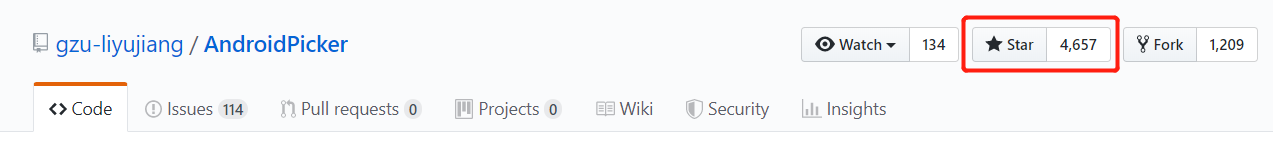 gzu-liyujiang / AndroidPicker Watch 134 Star 4,657 Fork 1,209
Code Issues 114 Pull requests 0 Projects 0 Wiki Security Insights